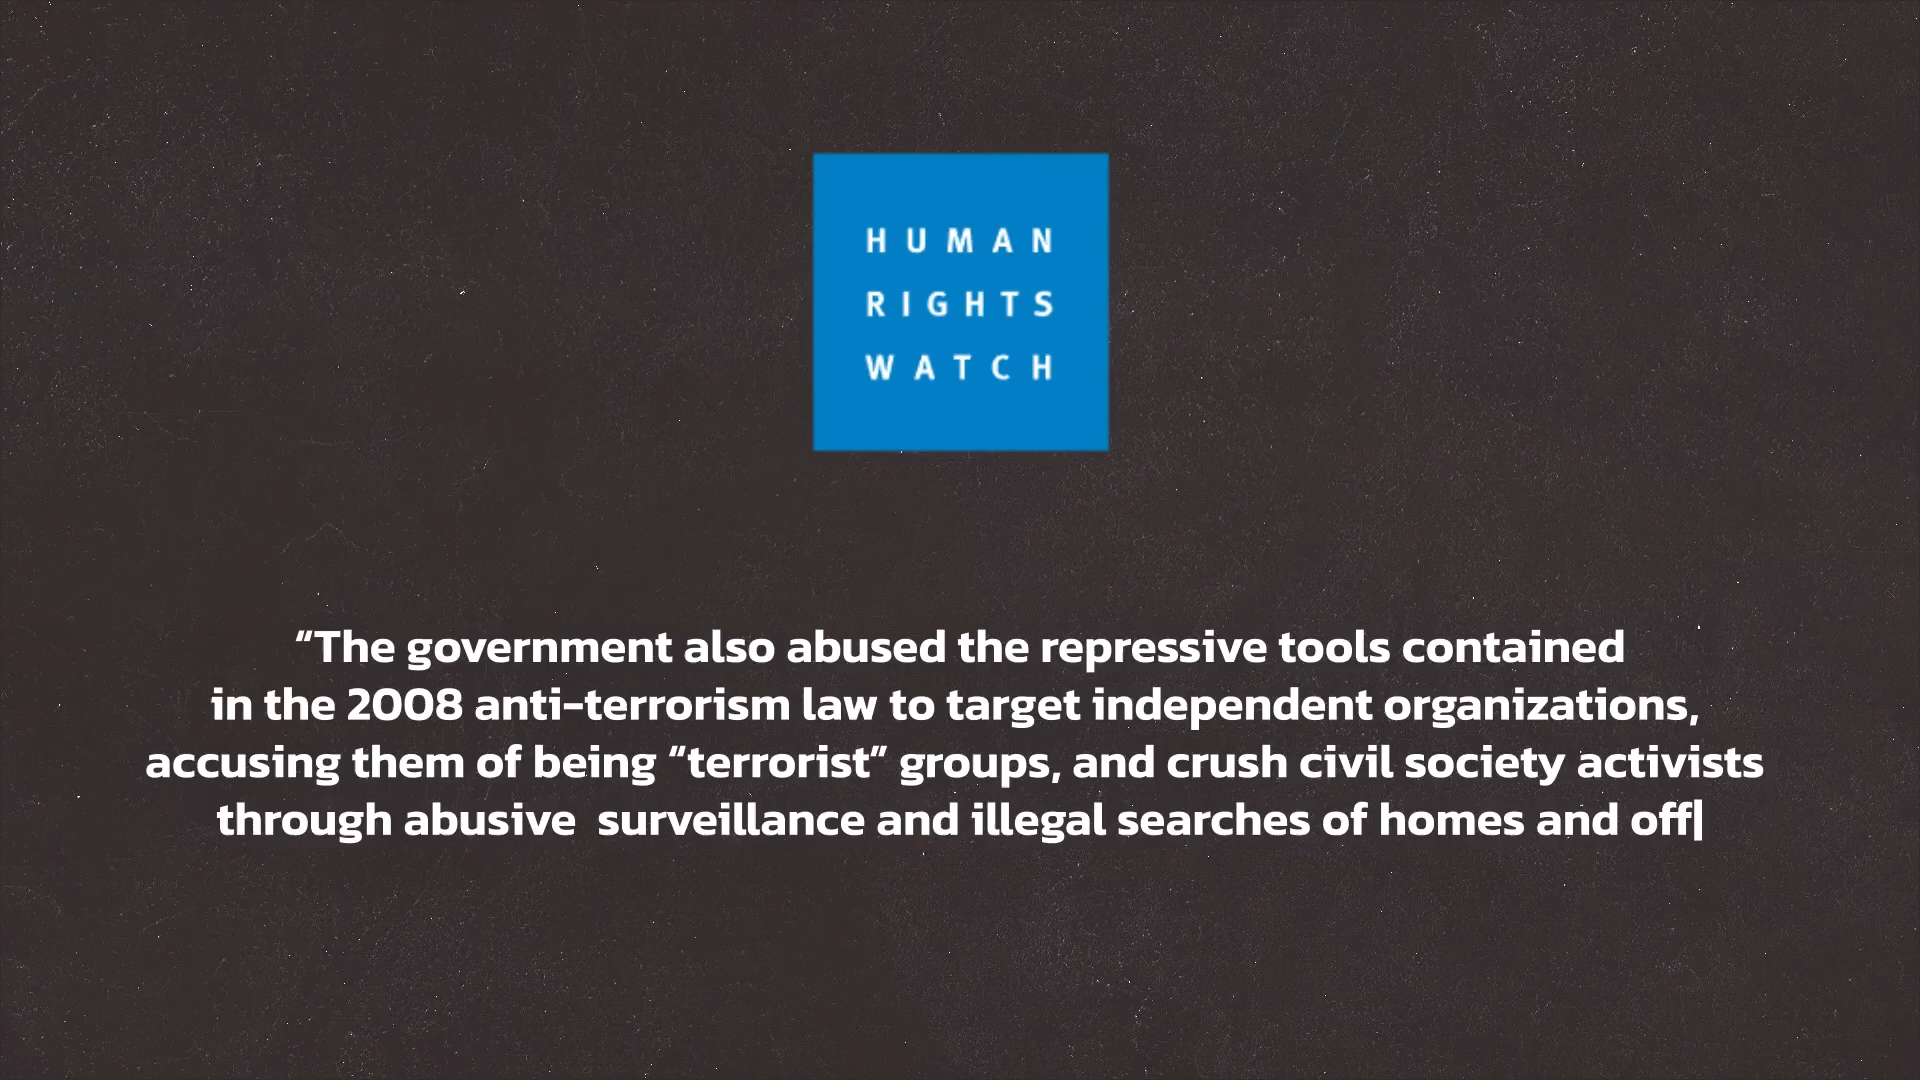 HUMAN
RIGHTS
WATCH
“The government also abused the repressive tools contained
in the 2008 anti-terrorism law to target independent organizations,
accusing them of being “terrorist” groups, and crush civil society activists
through abusive  surveillance and illegal searches of homes and off|